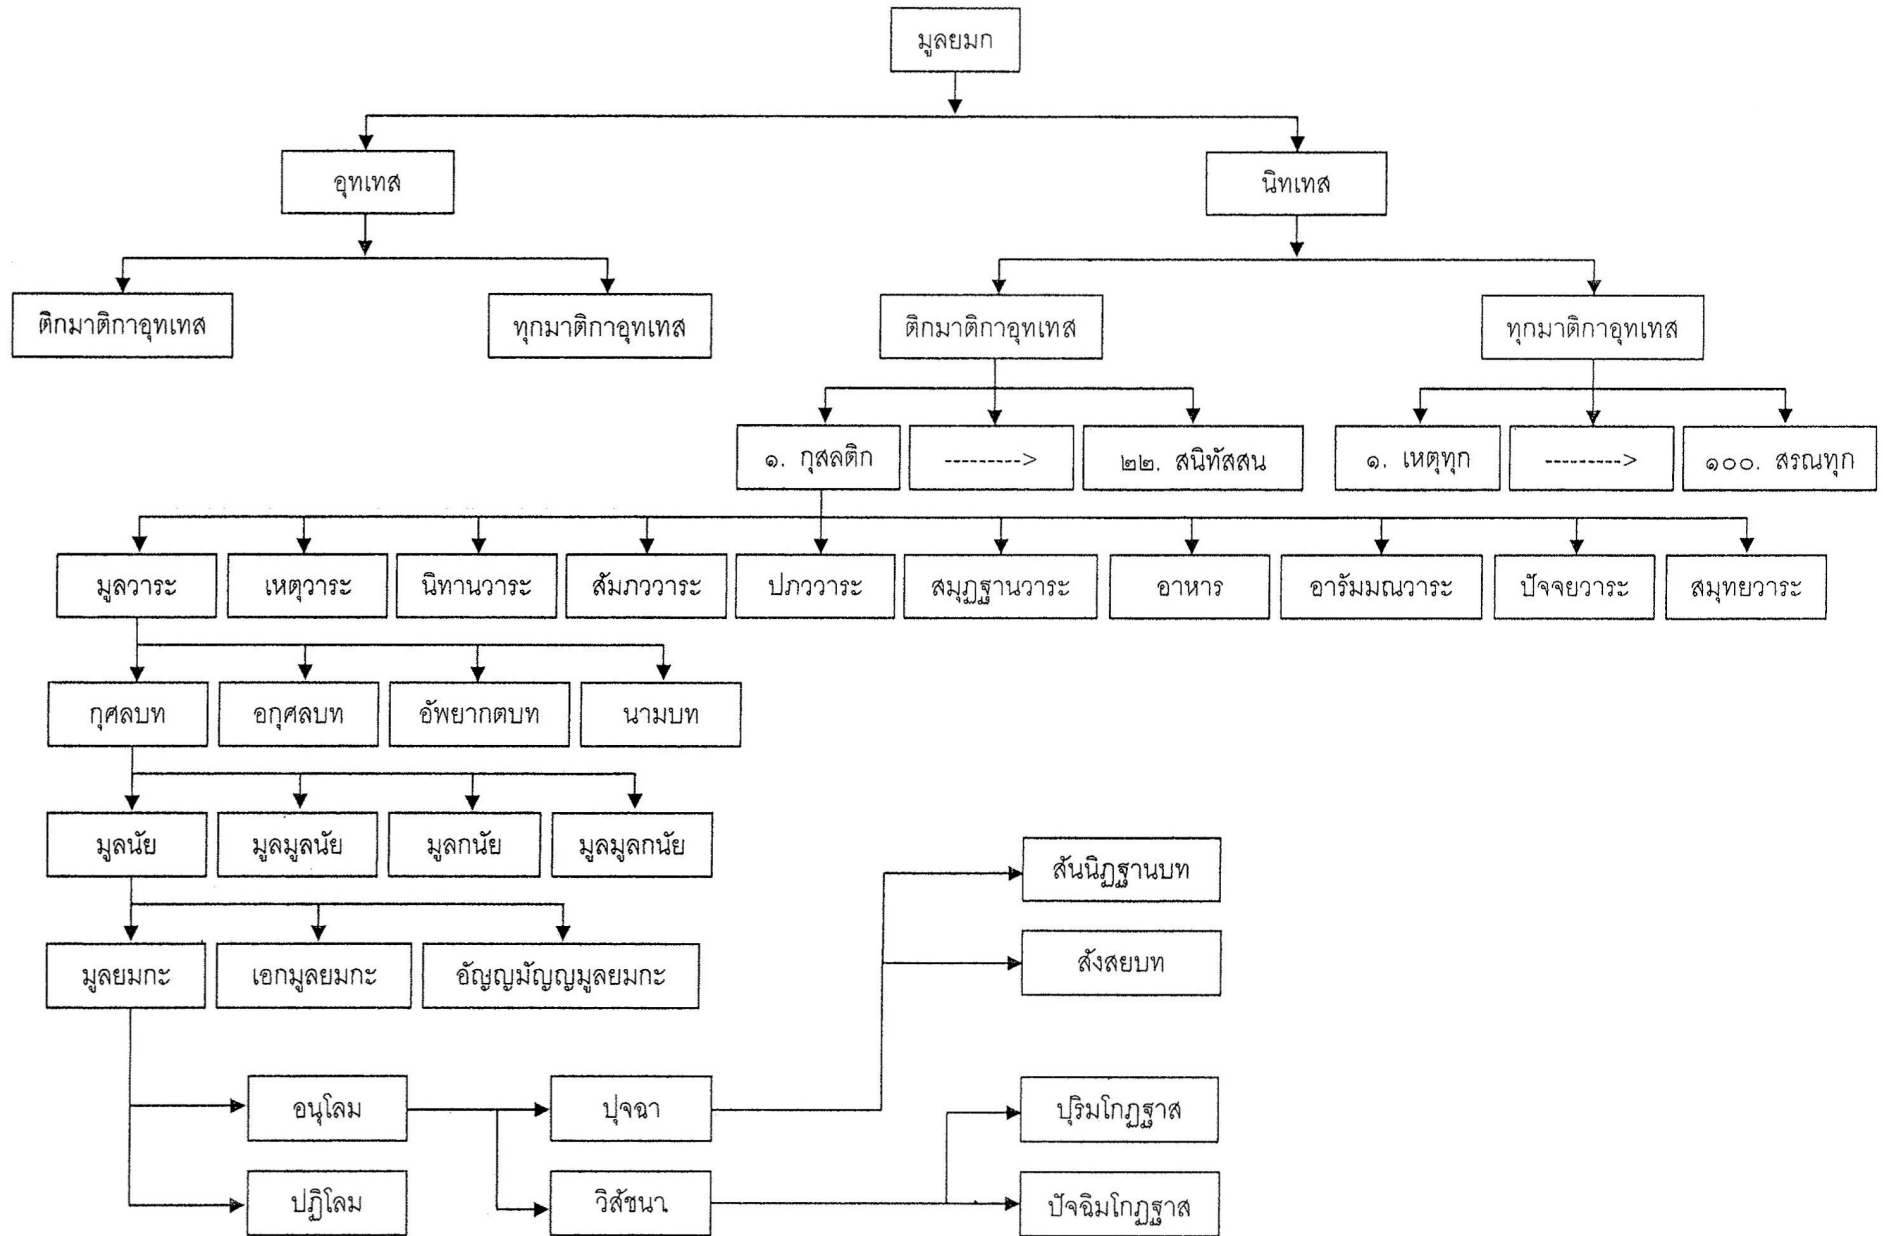 มูลยมก
อุทเทส
นิทเทส
ติกมาติกาอุทเทส
ทุกมาติกาอุทเทส
ติกมาติกาอุทเทส
ทุกมาติกาอุทเทส
๑. กุสลติก
--------->
๒๒. สนิทัสสน
๑. เหตุทุก
--------->
๑๐๐. สรณทุก
มูลวาระ
เหตุวาระ
นิทานวาระ
สัมภววาระ
ปภววาระ
สมุฏฐานวาระ
อาหาร
อารัมมณวาระ
ปัจจยวาระ
สมุทยวาระ
กุศลบท
อกุศลบท
อัพยากตบท
นามบท
มูลนัย
มูลมูลนัย
มูลกนัย
มูลมูลกนัย
สันนิฏฐานบท
สังสยบท
มูลยมกะ
เอกมูลยมกะ
อัญญมัญญมูลยมกะ
อนุโลม
ปุจฉา
ปุริมโกฏฐาส
ปฏิโลม
วิสัชนา
ปัจฉิมโกฏฐาส